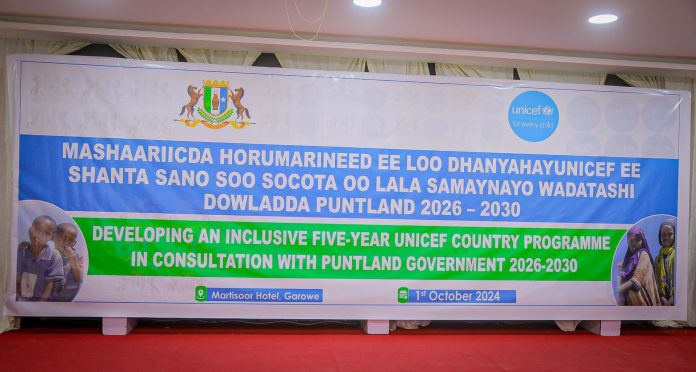 unicef
for every child
MASHAARIICDA HORUMARINEED EE LOO DHANYAHAYUNICEF EE
SHANTA SANO SOO SOCOTA OO LALA SAMAYNAYO WADATASHI
DOWLADDA PUNTLAND 2026 – 2030
DEVELOPING AN INCLUSIVE FIVE-YEAR UNICEF COUNTRY PROGRAMME
IN CONSULTATION WITH PUNTLAND GOVERNMENT 2026-2030
Martisoor Hotel, Garowe
1st October 2024